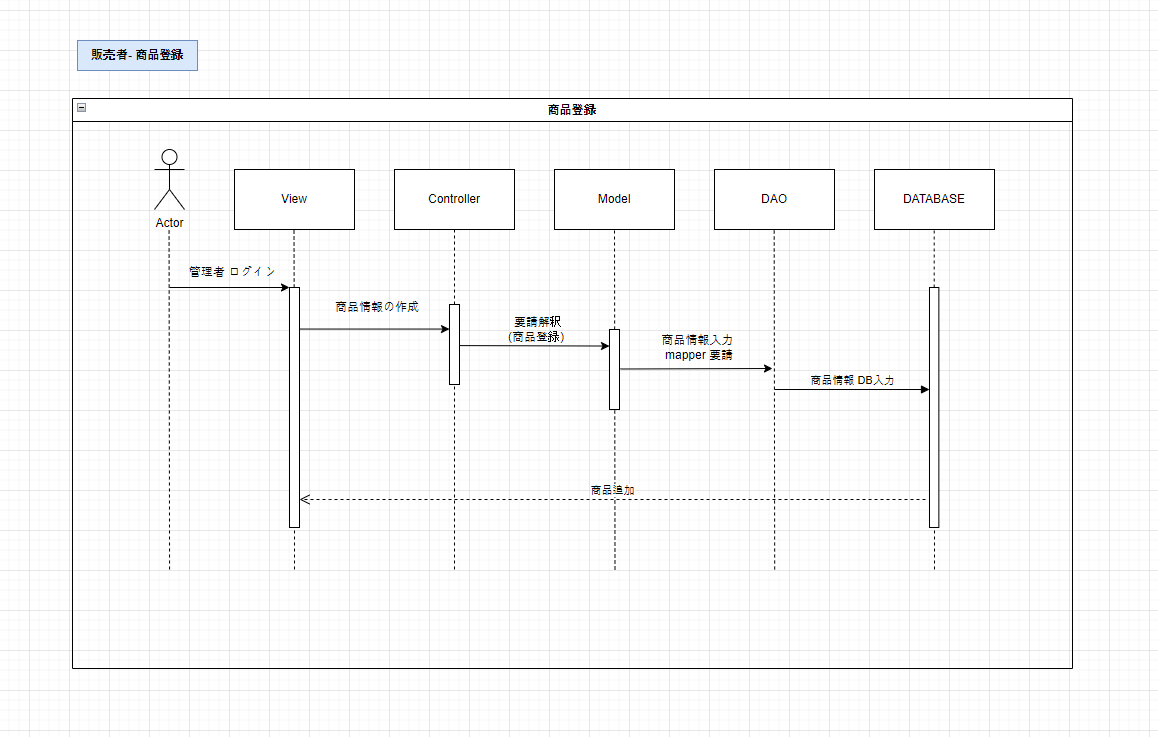 販売者- 商品登録
商品登録
Actor
View
Controller
Model
DAO
DATABASE
管理者 ログイン
商品情報の作成
要請解釈
(商品登録)
商品情報入力
mapper 要請
商品情報 DB入力
商品追加